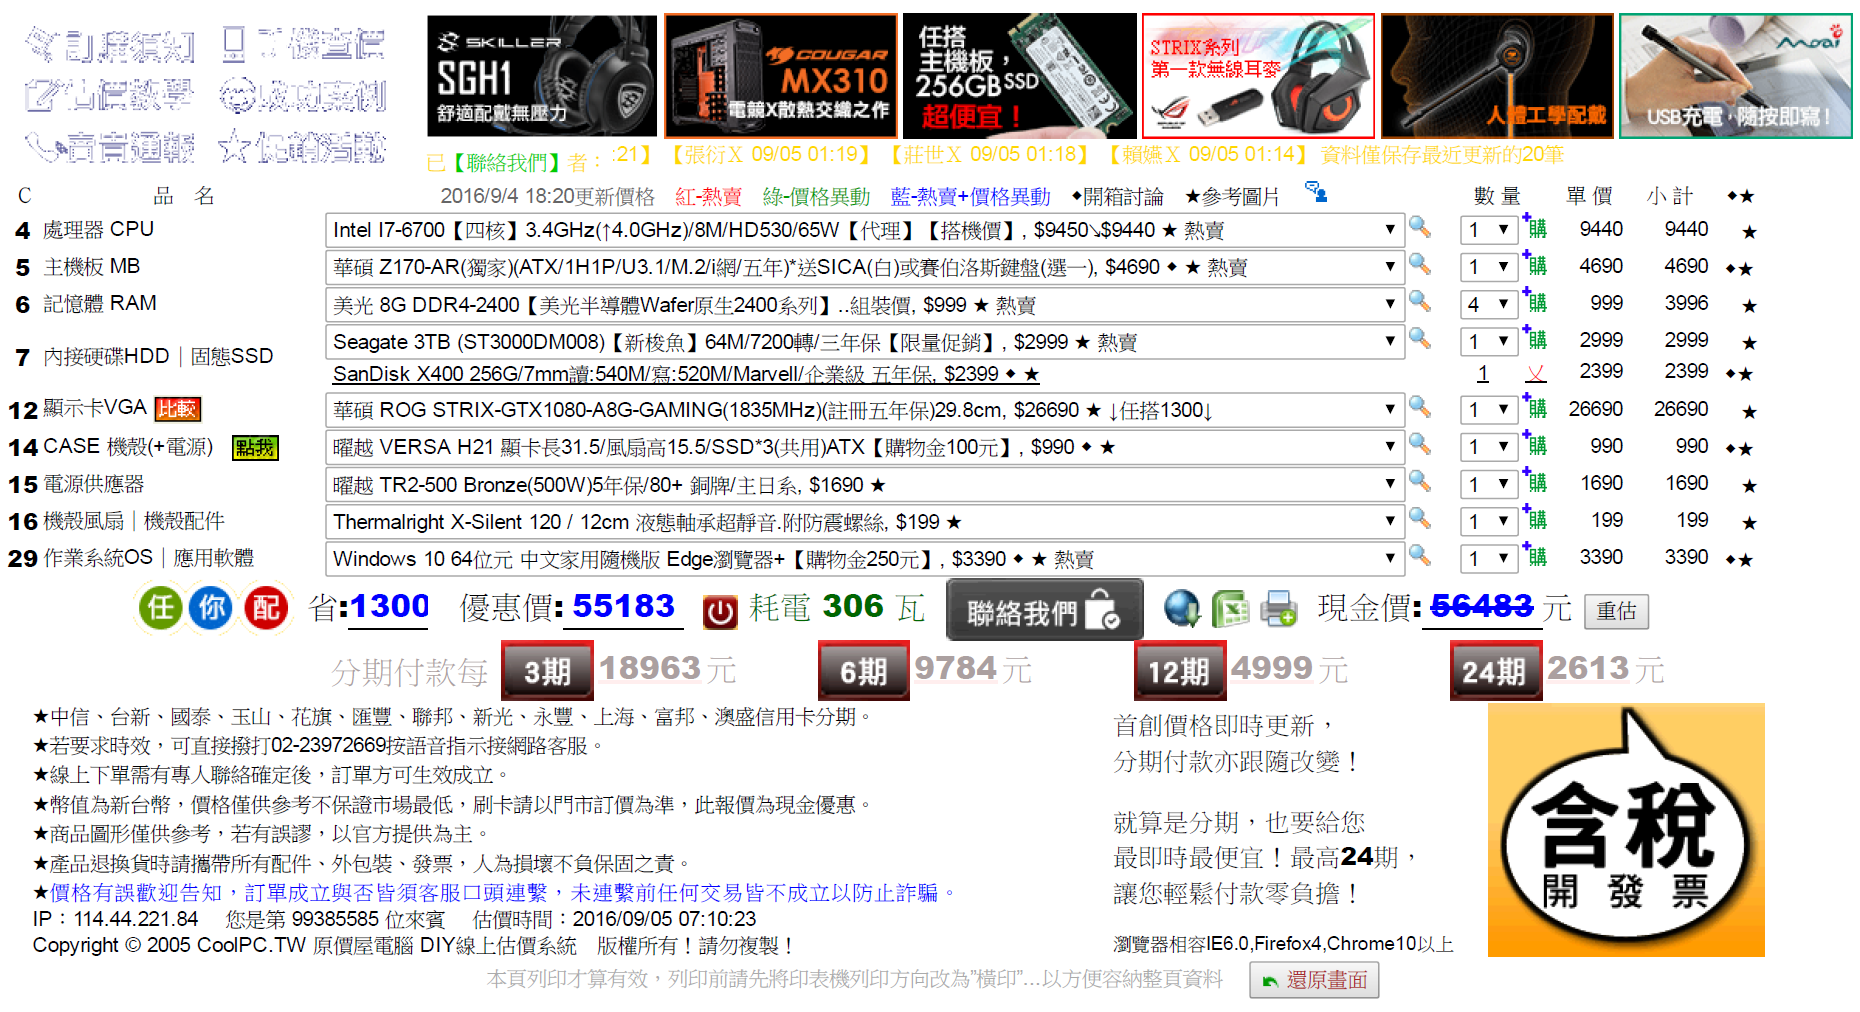 訂購須知 手機查價
估價教學 成功案例
商責通報 促銷活動
SKILLER
SGH1
舒適配戴無壓力
COUGAR
MX310
電競X散熱交織之作
任搭
主機板，
256GB SSD
超便宜！
STRIX系列
第一款無線耳麥
人體工學配戴
Moai
USB充電，隨按即寫！
已【聯絡我們】者：:21】 【張衍Ｘ 09/05 01:19】 【莊世Ｘ 09/05 01:18】 【賴嬿Ｘ 09/05 01:14】 資料僅保存最近更新的20筆
C 品 名 2016/9/4 18:20更新價格 紅-熱賣 綠-價格異動 藍-熱賣+價格異動 ◆開箱討論 ★參考圖片 數 量 單 價 小 計 ◆★
4 處理器 CPU Intel I7-6700【四核】3.4GHz(↑4.0GHz)/8M/HD530/65W【代理】【搭機價】, $9450↘$9440 ★ 熱賣 1 購 9440 9440 ★
5 主機板 MB 華碩 Z170-AR(獨家)(ATX/1H1P/U3.1/M.2/i網/五年)*送SICA(白)或賽伯洛斯鍵盤(選一), $4690 ◆ ★ 熱賣 1 購 4690 4690 ◆★
6 記憶體 RAM 美光 8G DDR4-2400【美光半導體Wafer原生2400系列】..組裝價, $999 ★ 熱賣 4 購 999 3996 ★
7 內接硬碟HDD｜固態SSD Seagate 3TB (ST3000DM008)【新梭魚】64M/7200轉/三年保【限量促銷】, $2999 ★ 熱賣 1 購 2999 2999 ★
SanDisk X400 256G/7mm讀:540M/寫:520M/Marvell/企業級 五年保, $2399 ◆ ★ 1 乂 2399 2399 ◆★
12 顯示卡VGA 比較 華碩 ROG STRIX-GTX1080-A8G-GAMING(1835MHz)(註冊五年保)29.8cm, $26690 ★ ↓任搭1300↓ 1 購 26690 26690 ★
14 CASE 機殼(+電源) 點我 曜越 VERSA H21 顯卡長31.5/風扇高15.5/SSD*3(共用)ATX【購物金100元】, $990 ◆ ★ 1 購 990 990 ◆★
15 電源供應器 曜越 TR2-500 Bronze(500W)5年保/80+ 銅牌/主日系, $1690 ★ 1 購 1690 1690 ★
16 機殼風扇｜機殼配件 Thermalright X-Silent 120 / 12cm 液態軸承超靜音.附防震螺絲, $199 ★ 1 購 199 199 ★
29 作業系統OS｜應用軟體 Windows 10 64位元 中文家用隨機版 Edge瀏覽器+【購物金250元】, $3390 ◆ ★ 熱賣 1 購 3390 3390 ◆★
任你配 省:1300 優惠價: 55183 耗電 306 瓦 聯絡我們 現金價: 56483 元 重估
分期付款每 3期 18963 元 6期 9784 元 12期 4999 元 24期 2613 元
★中信、台新、國泰、玉山、花旗、匯豐、聯邦、新光、永豐、上海、富邦、澳盛信用卡分期。
★若要求時效，可直接撥打02-23972669按語音指示接網路客服。
★線上下單需有專人聯絡確定後，訂單方可生效成立。
★幣值為新台幣，價格僅供參考不保證市場最低，刷卡請以門市訂價為準，此報價為現金優惠。
★商品圖形僅供參考，若有誤謬，以官方提供為主。
★產品退換貨時請攜帶所有配件、外包裝、發票，人為損壞不負保固之責。
★價格有誤歡迎告知，訂單成立與否皆須客服口頭連繫，未連繫前任何交易皆不成立以防止詐騙。
IP：114.44.221.84 您是第 99385585 位來賓 估價時間：2016/09/05 07:10:23
Copyright © 2005 CoolPC.TW 原價屋電腦 DIY線上估價系統 版權所有！請勿複製！
首創價格即時更新，
分期付款亦跟隨改變！
就算是分期，也要給您
最即時最便宜！最高24期，
讓您輕鬆付款零負擔！
瀏覽器相容IE6.0,Firefox4,Chrome10以上
含稅
開發票
本頁列印才算有效，列印前請先將印表機列印方向改為"橫印"...以方便容納整頁資料 還原畫面